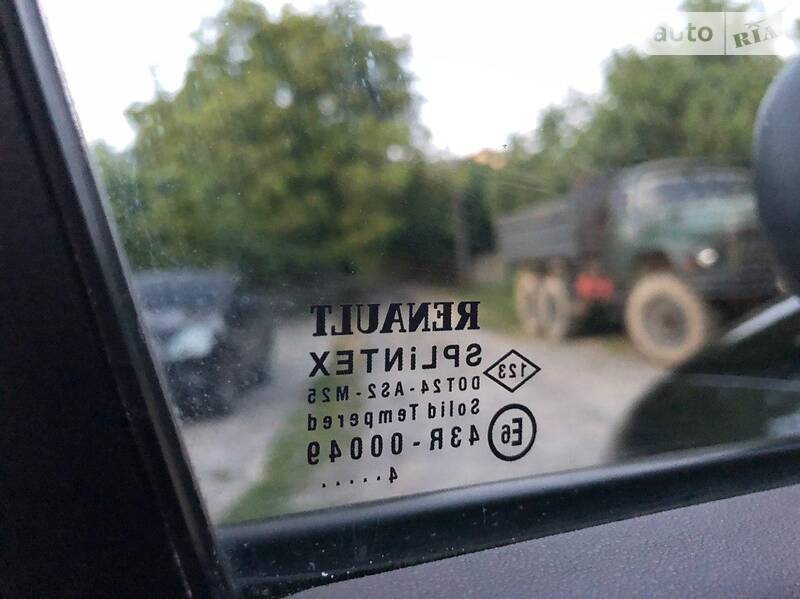 auto RIA
RENAULT
SPLiNTEX
123
DOT24-AS2-M25
Solid Tempered
E6 43R-00049
4.....